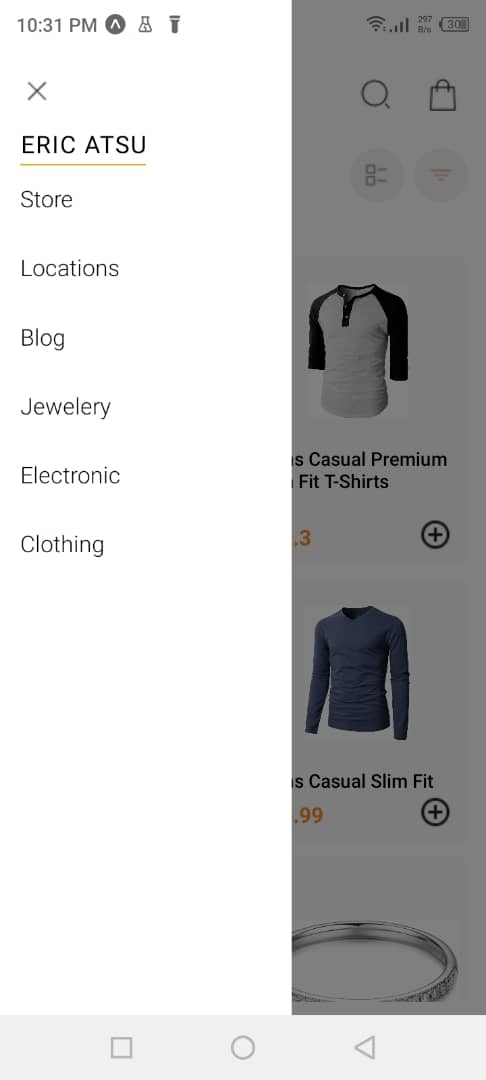 10:31 PM
297
B/s
30
ERIC ATSU
Store
Locations
Blog
Jewelery
Electronic
Clothing
s Casual Premium
Fit T-Shirts
.3
s Casual Slim Fit
.99